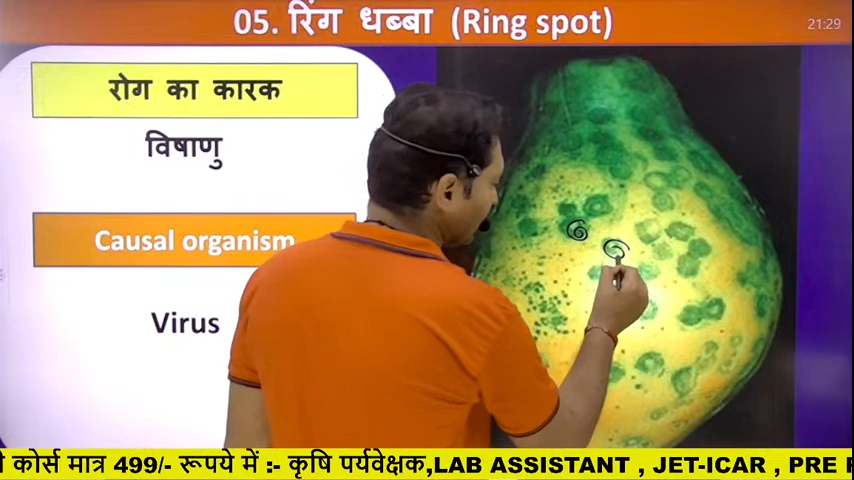 05. रिंग धब्बा (Ring spot)
21:29
रोग का कारक
विषाणु
Causal organism
Virus
कोर्स मात्र 499/- रूपये में :- कृषि पर्यवेक्षक,LAB ASSISTANT , JET-ICAR , PRE